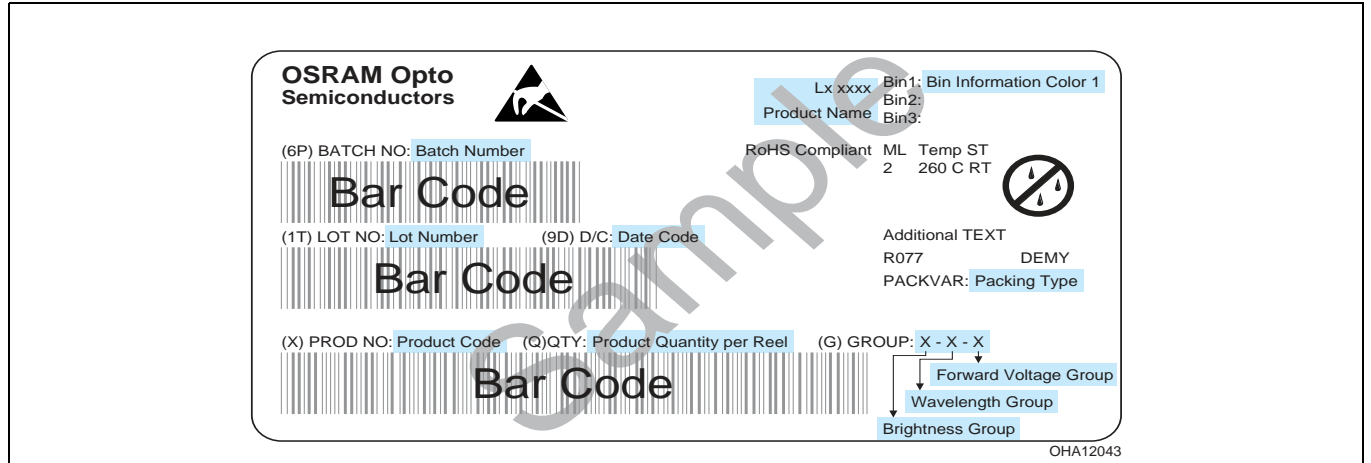 OSRAM Opto
Semiconductors
Lx xxxx
Product Name
Bin1: Bin Information Color 1
Bin2:
Bin3:
(6P) BATCH NO: Batch Number
Bar Code
RoHS Compliant
ML Temp ST
2 260 C RT
(1T) LOT NO: Lot Number (9D) D/C: Date Code
Bar Code
Additional TEXT
R077 DEMY
PACKVAR: Packing Type
(X) PROD NO: Product Code (Q)QTY: Product Quantity per Reel (G) GROUP: X - X - X
Bar Code
Forward Voltage Group
Wavelength Group
Brightness Group
Sample
OHA12043